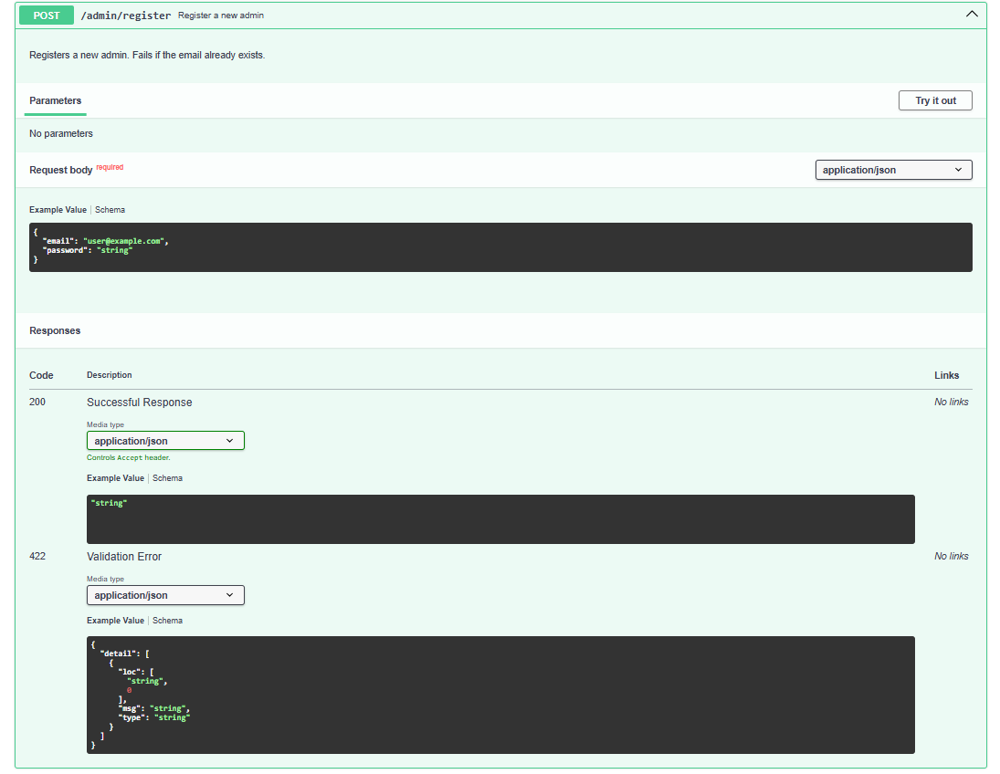 POST /admin/register Register a new admin
Registers a new admin. Fails if the email already exists.
Parameters
Try it out
No parameters
Request body required
application/json
Example Value | Schema
{
  "email": "user@example.com",
  "password": "string"
}
Responses
Code Description Links
200 Successful Response No links
Media type
application/json
Controls Accept header.
Example Value | Schema
"string"
422 Validation Error No links
Media type
application/json
Example Value | Schema
{
  "detail": [
    {
      "loc": [
        "string",
        0
      ],
      "msg": "string",
      "type": "string"
    }
  ]
}